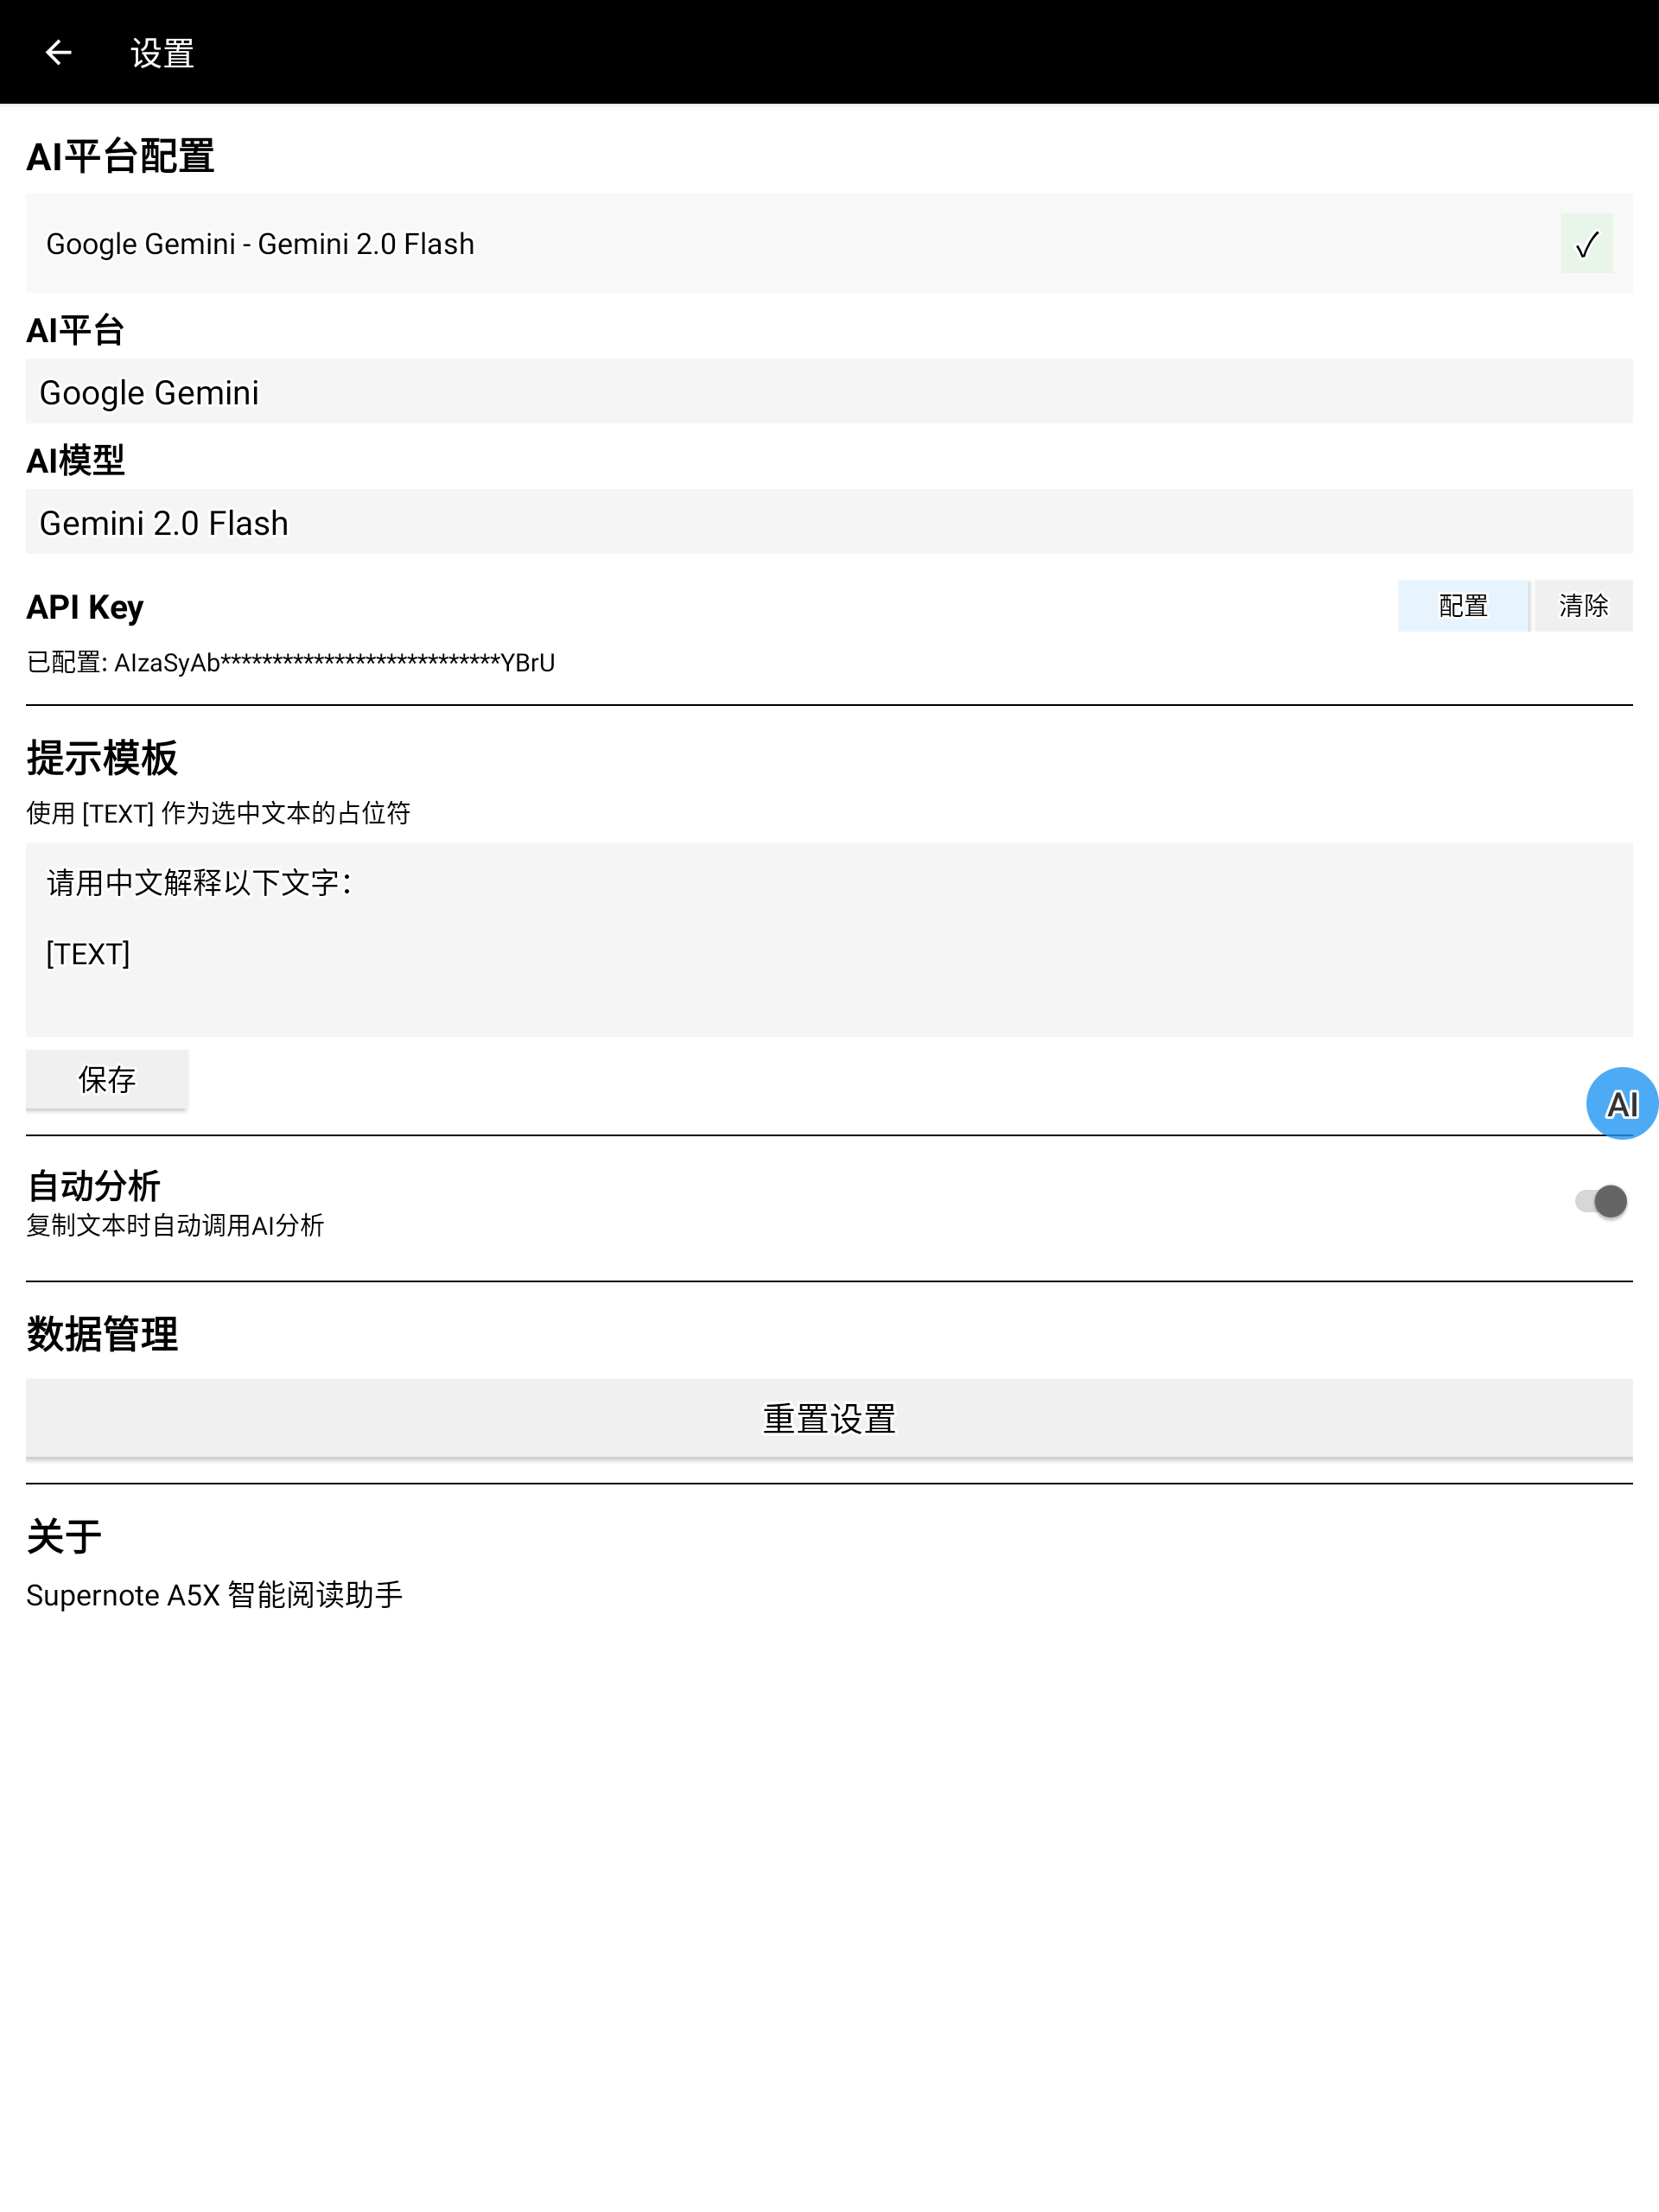 设置
AI平台配置
Google Gemini - Gemini 2.0 Flash
✓
AI平台
Google Gemini
AI模型
Gemini 2.0 Flash
API Key
配置
清除
已配置: AIzaSyAb***************************YBrU
提示模板
使用 [TEXT] 作为选中文本的占位符
请用中文解释以下文字：
[TEXT]
保存
AI
自动分析
复制文本时自动调用AI分析
数据管理
重置设置
关于
Supernote A5X 智能阅读助手